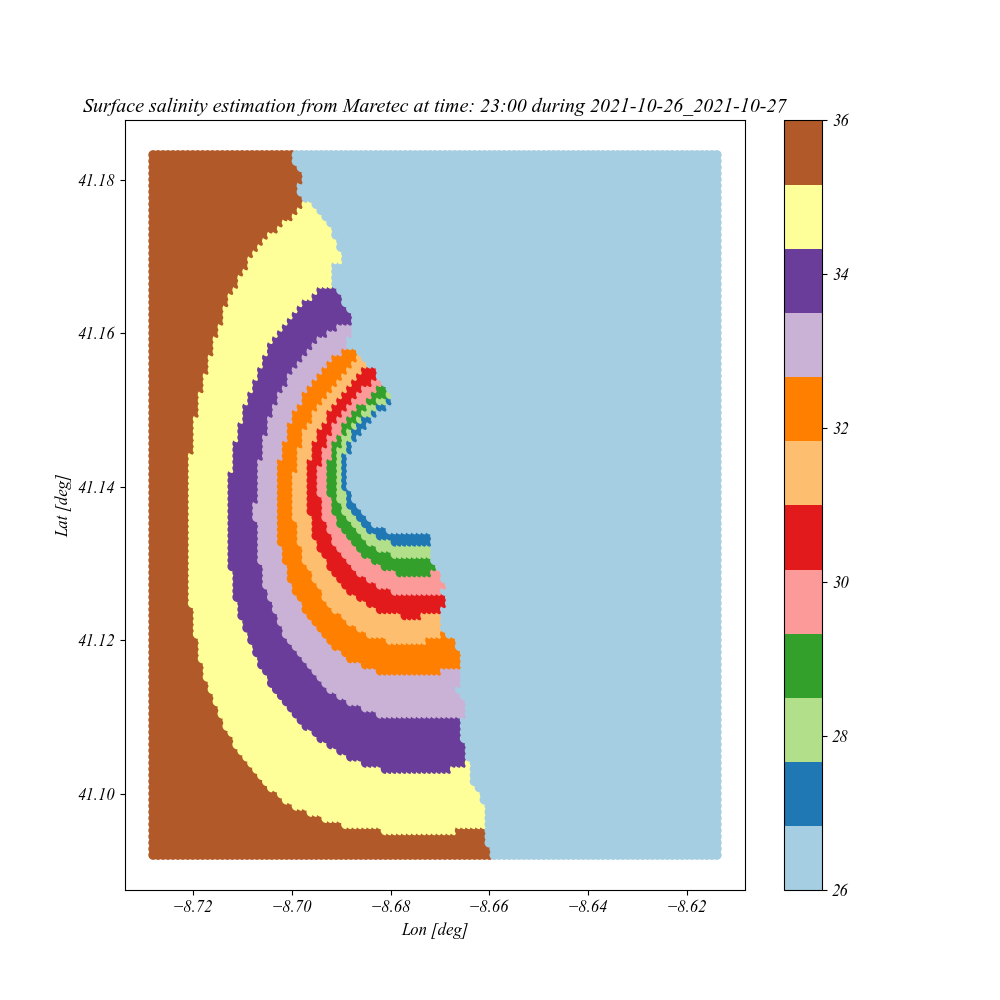 Surface salinity estimation from Maretec at time: 23:00 during 2021-10-26_2021-10-27
36
41.18
34
41.16
32
41.14
Lat [deg]
30
41.12
28
41.10
26
−8.72 −8.70 −8.68 −8.66 −8.64 −8.62
Lon [deg]